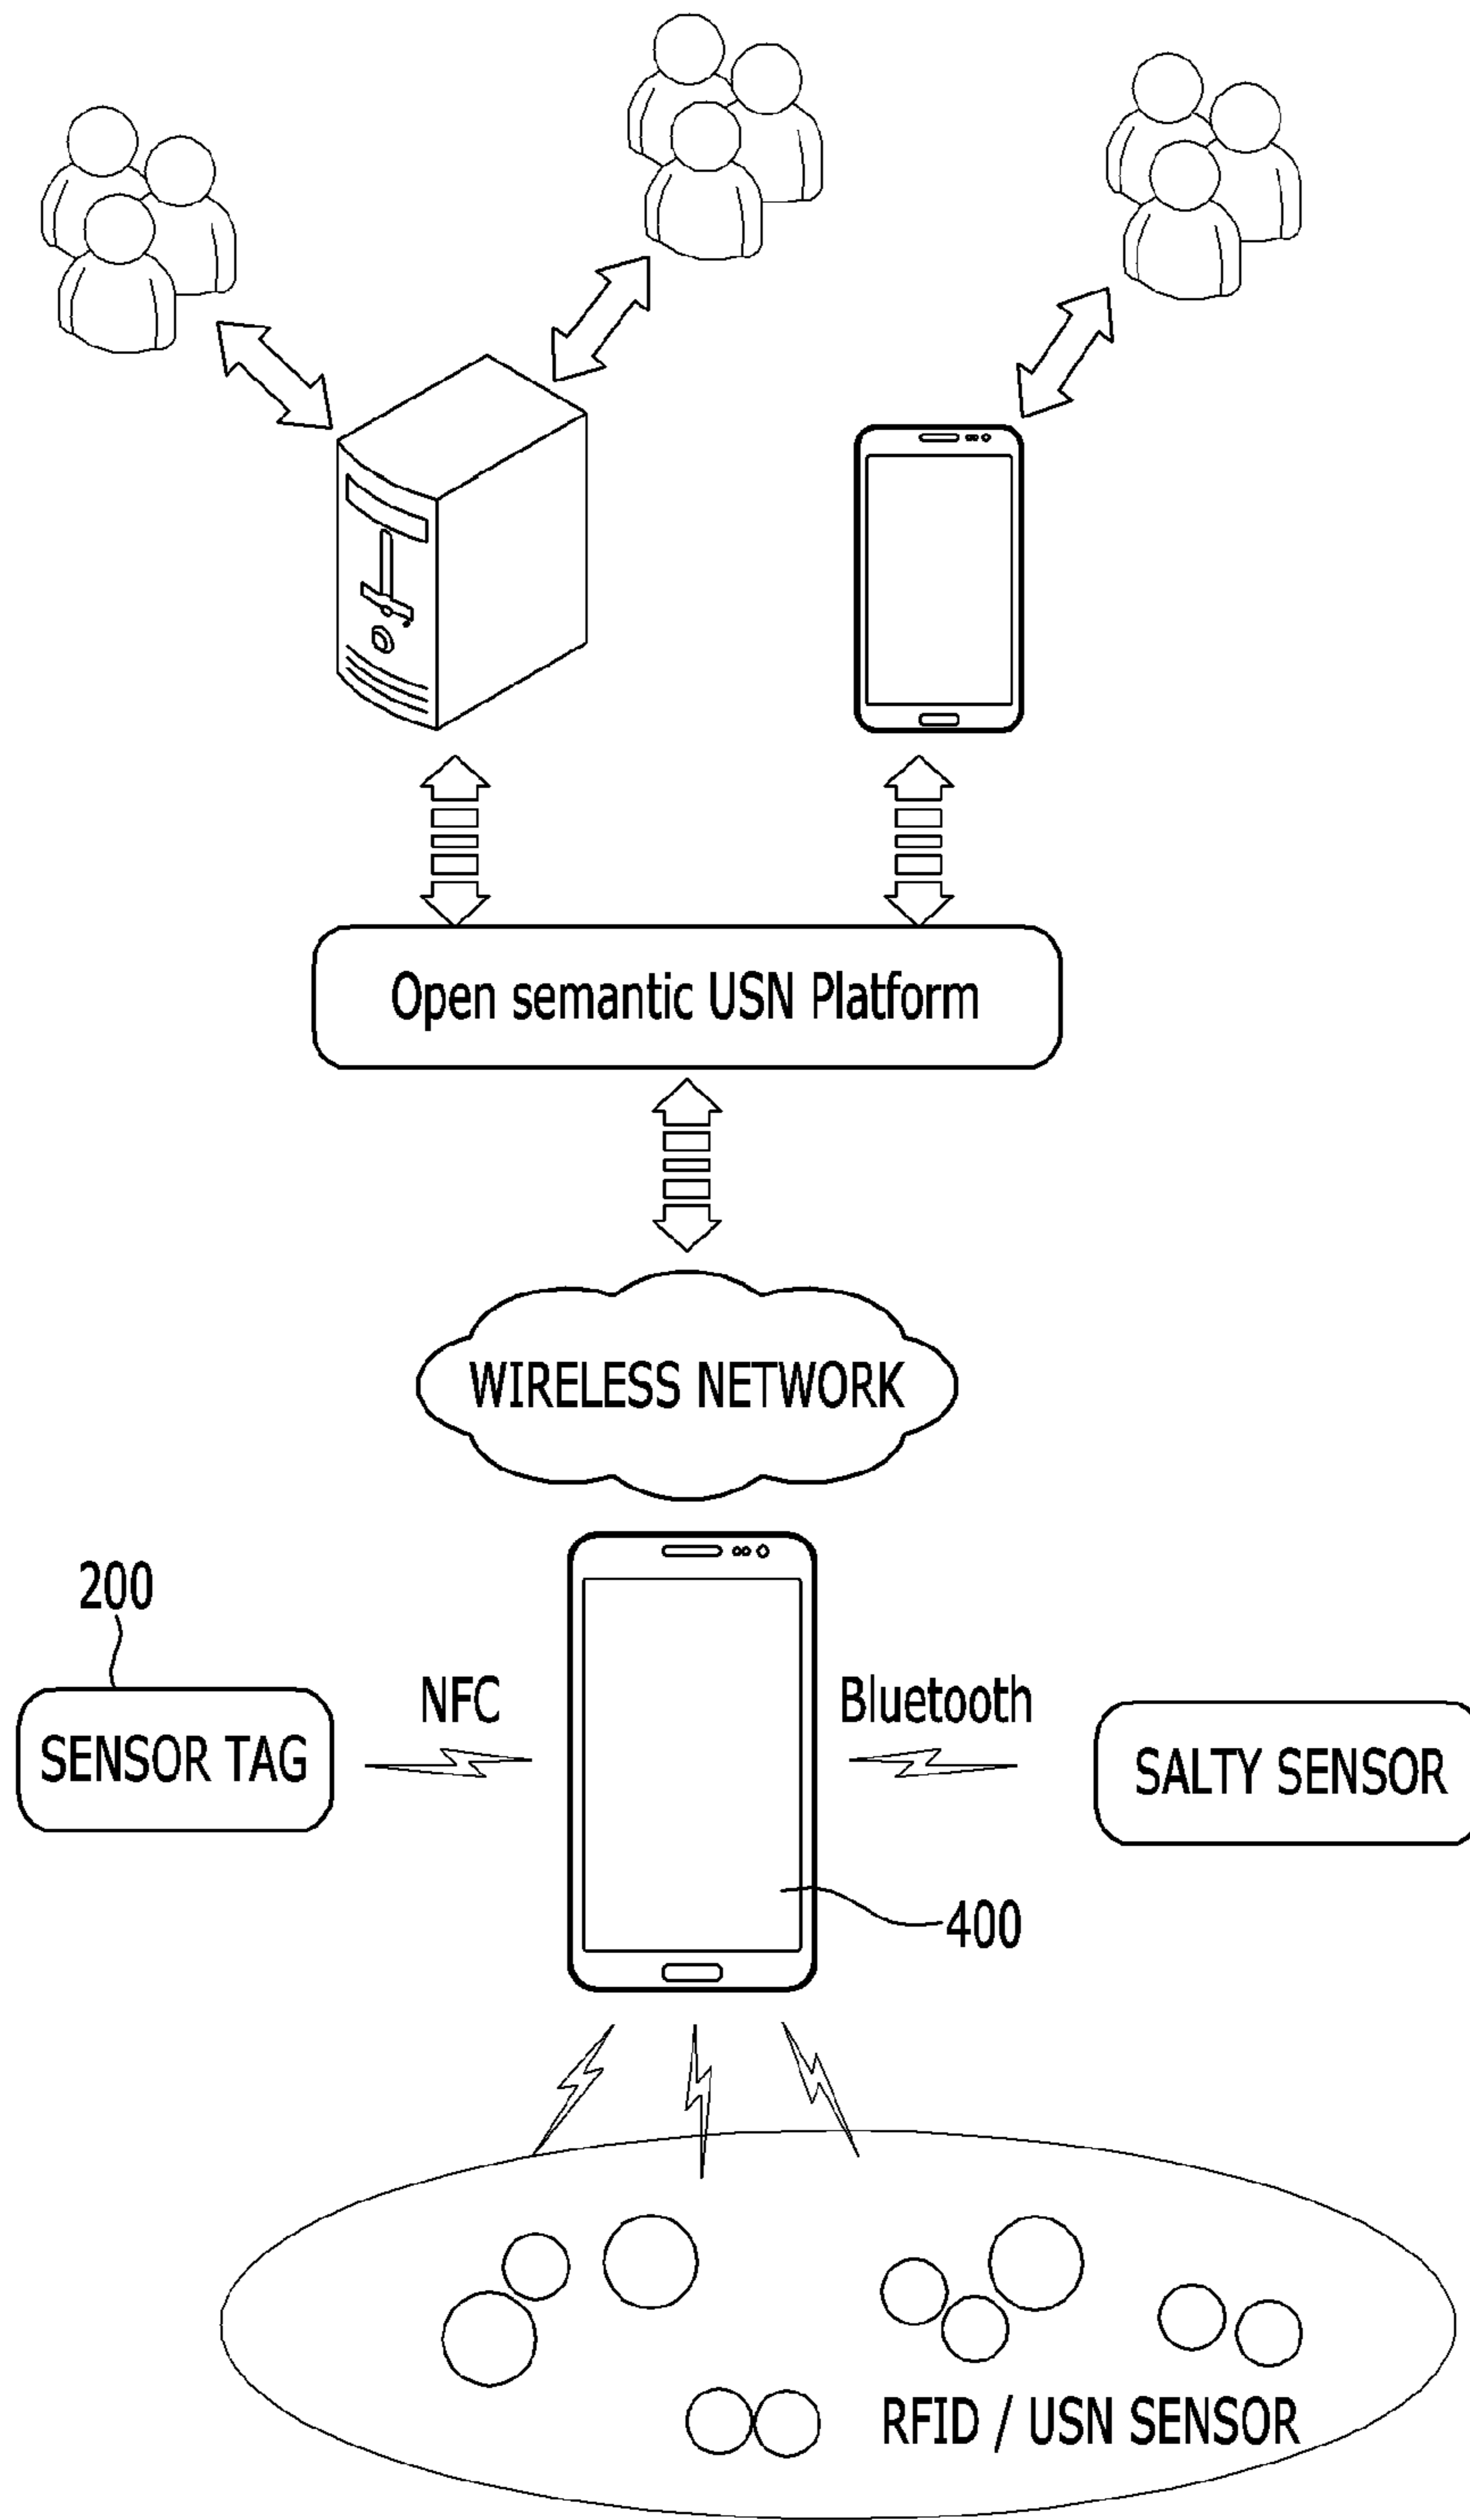 Open semantic USN Platform
WIRELESS NETWORK
200
NFC
Bluetooth
SENSOR TAG
SALTY SENSOR
400
RFID / USN SENSOR